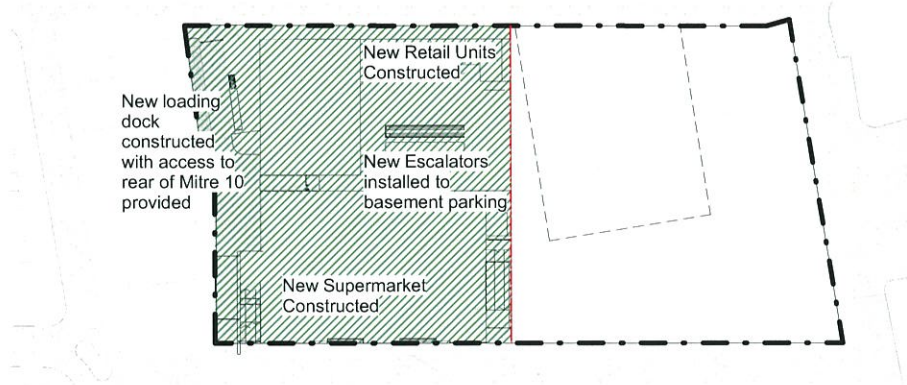 New Retail Units
Constructed
New loading
dock
constructed
with access to
rear of Mitre 10
provided
New Escalators
installed to
basement parking
New Supermarket
Constructed